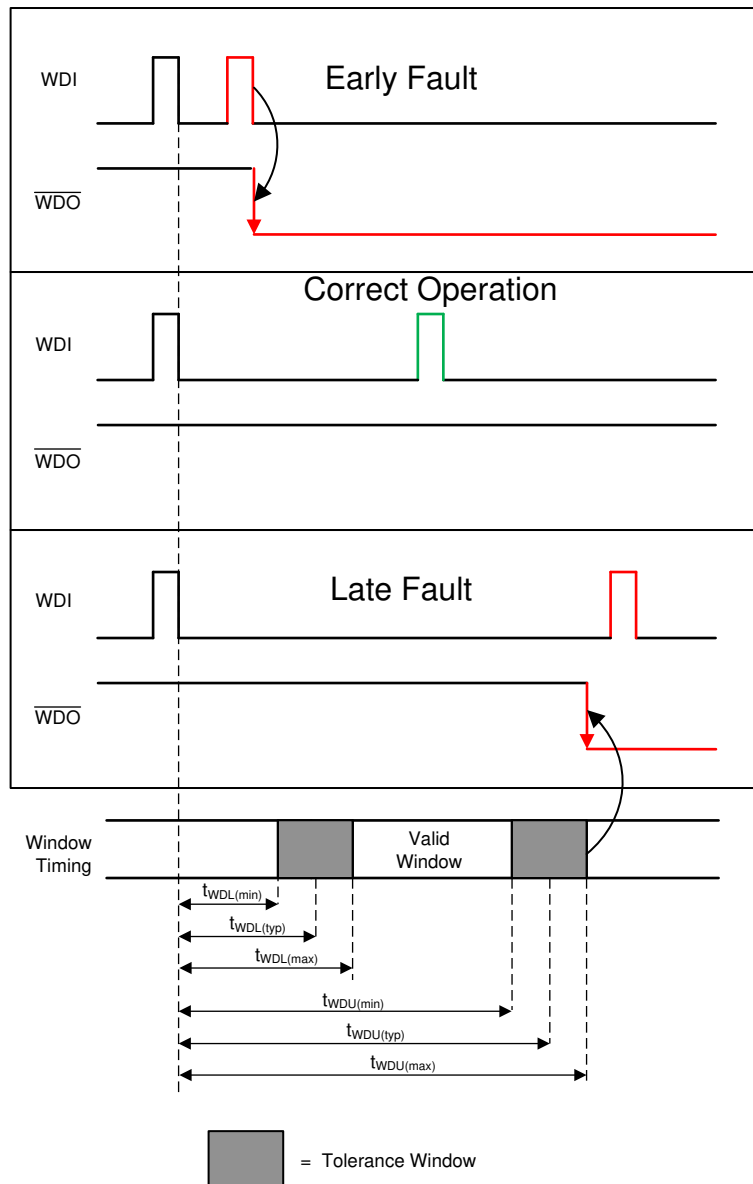 WDI
Early Fault
WDO
Correct Operation
WDI
WDO
WDI
Late Fault
WDO
Window
Timing
Valid
Window
tWDL(min)
tWDL(typ)
tWDL(max)
tWDU(min)
tWDU(typ)
tWDU(max)
= Tolerance Window